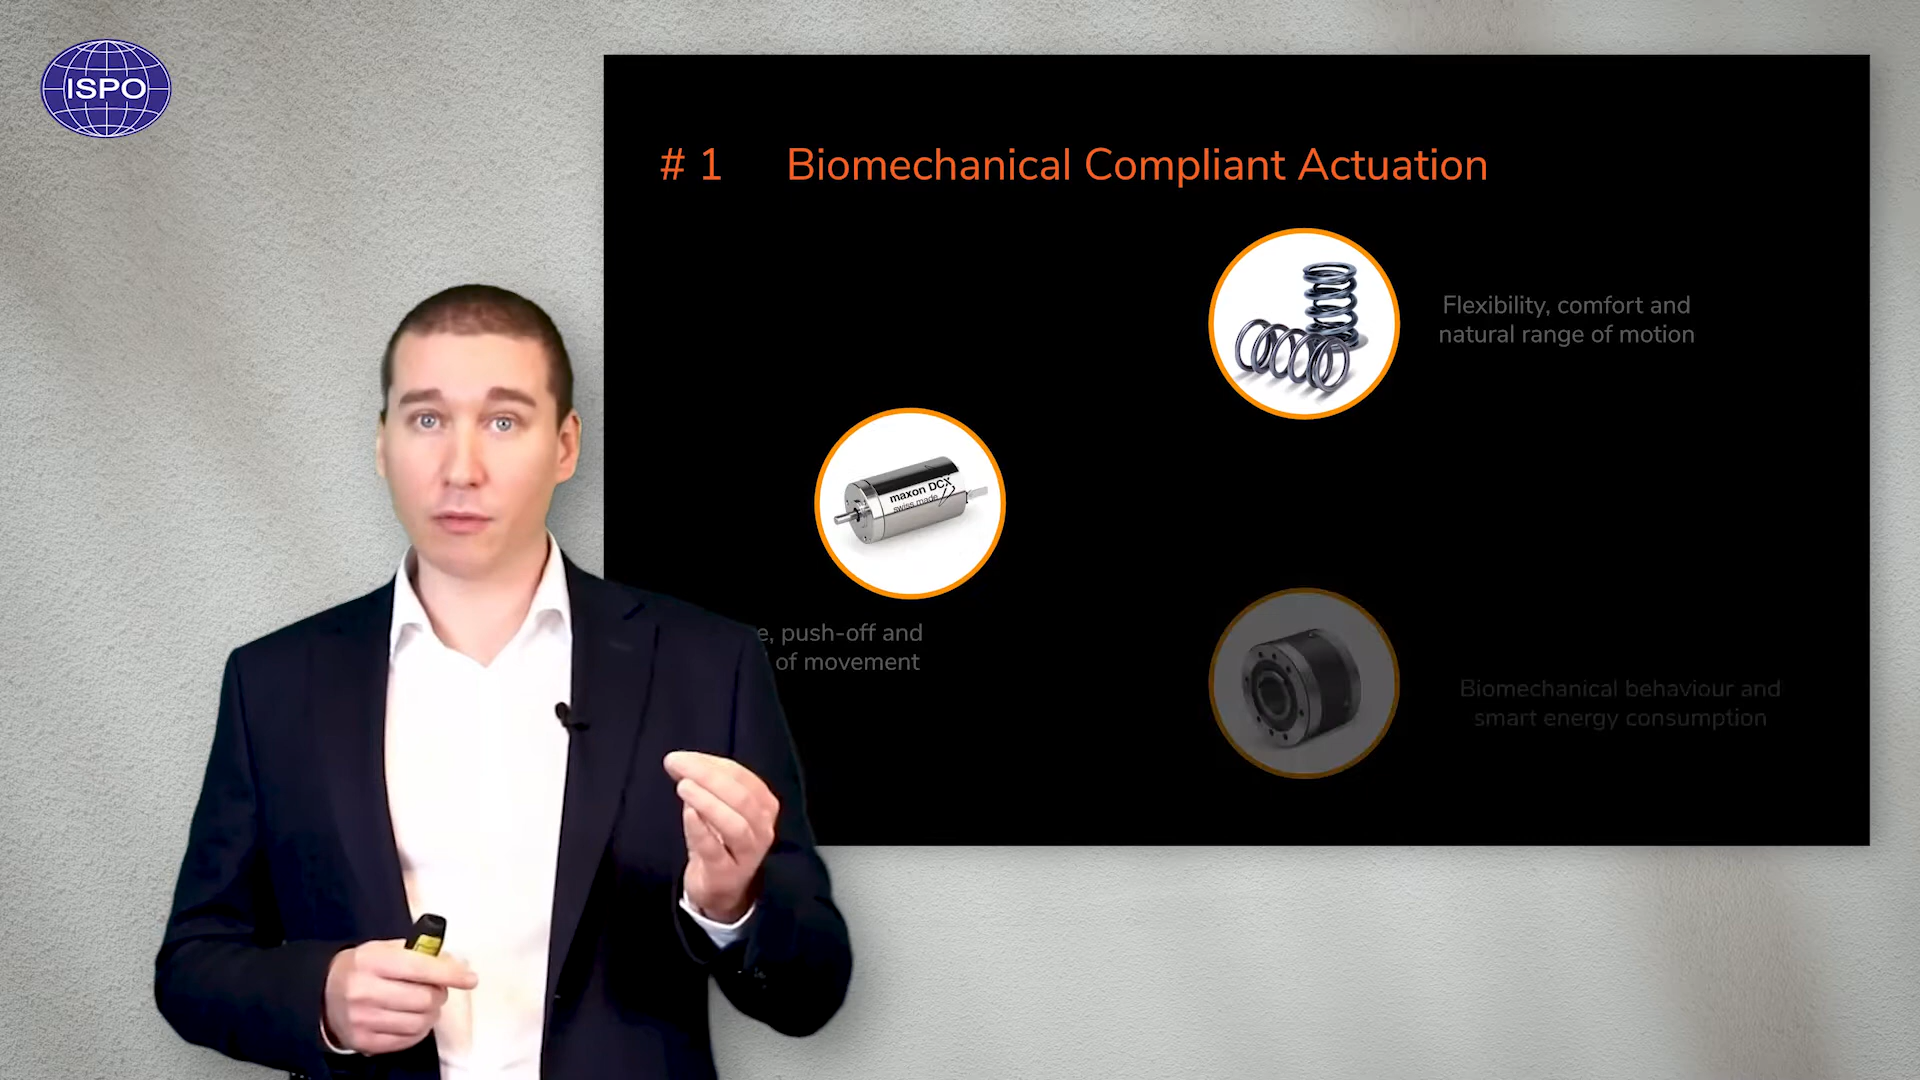 ISPO
# 1 Biomechanical Compliant Actuation
Flexibility, comfort and
natural range of motion
maxon DCX
swiss made
e, push-off and
of movement
Biomechanical behaviour and
smart energy consumption